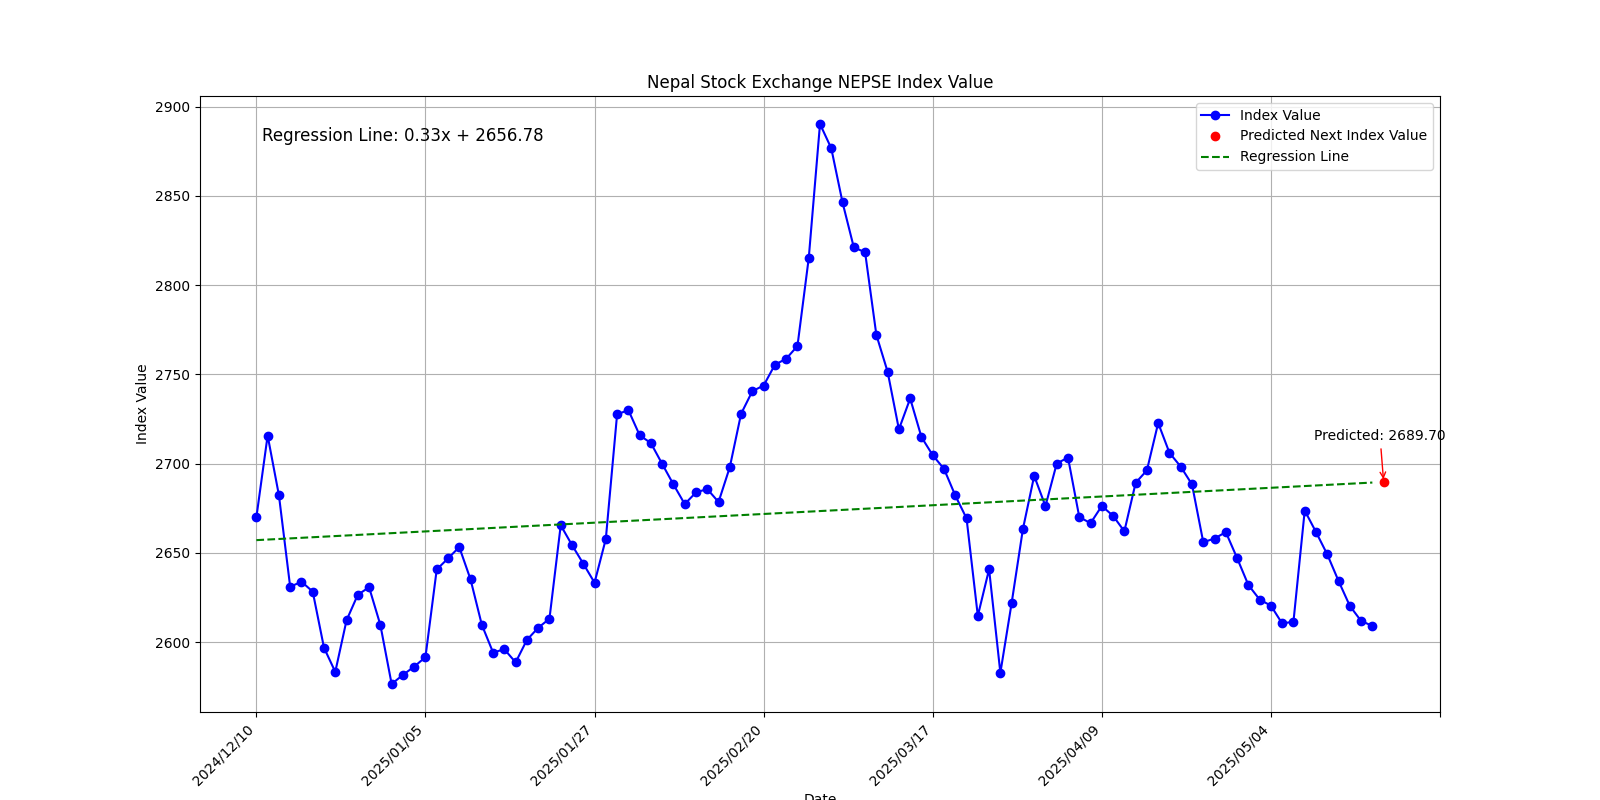 Nepal Stock Exchange NEPSE Index Value
2900
2850
2800
2750
2700
2650
2600
Index Value
Regression Line: 0.33x + 2656.78
Index Value
Predicted Next Index Value
Regression Line
Predicted: 2689.70
2024/12/10
2025/01/05
2025/01/27
2025/02/20
2025/03/17
2025/04/09
2025/05/04
Date